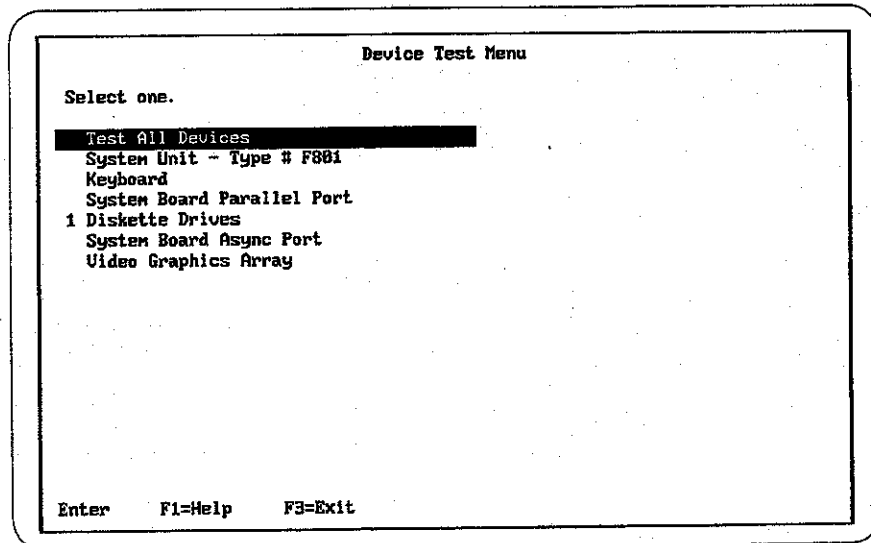 Device Test Menu
Select one.
Test All Devices
System Unit - Type # F801
Keyboard
System Board Parallel Port
1 Diskette Drives
System Board Async Port
Video Graphics Array
Enter F1=Help F3=Exit